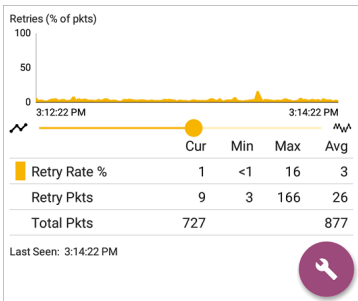 Retries (% of pkts)
100
50
0
3:12:22 PM 3:14:22 PM
Cur Min Max Avg
Retry Rate % 1 <1 16 3
Retry Pkts 9 3 166 26
Total Pkts 727 877
Last Seen: 3:14:22 PM